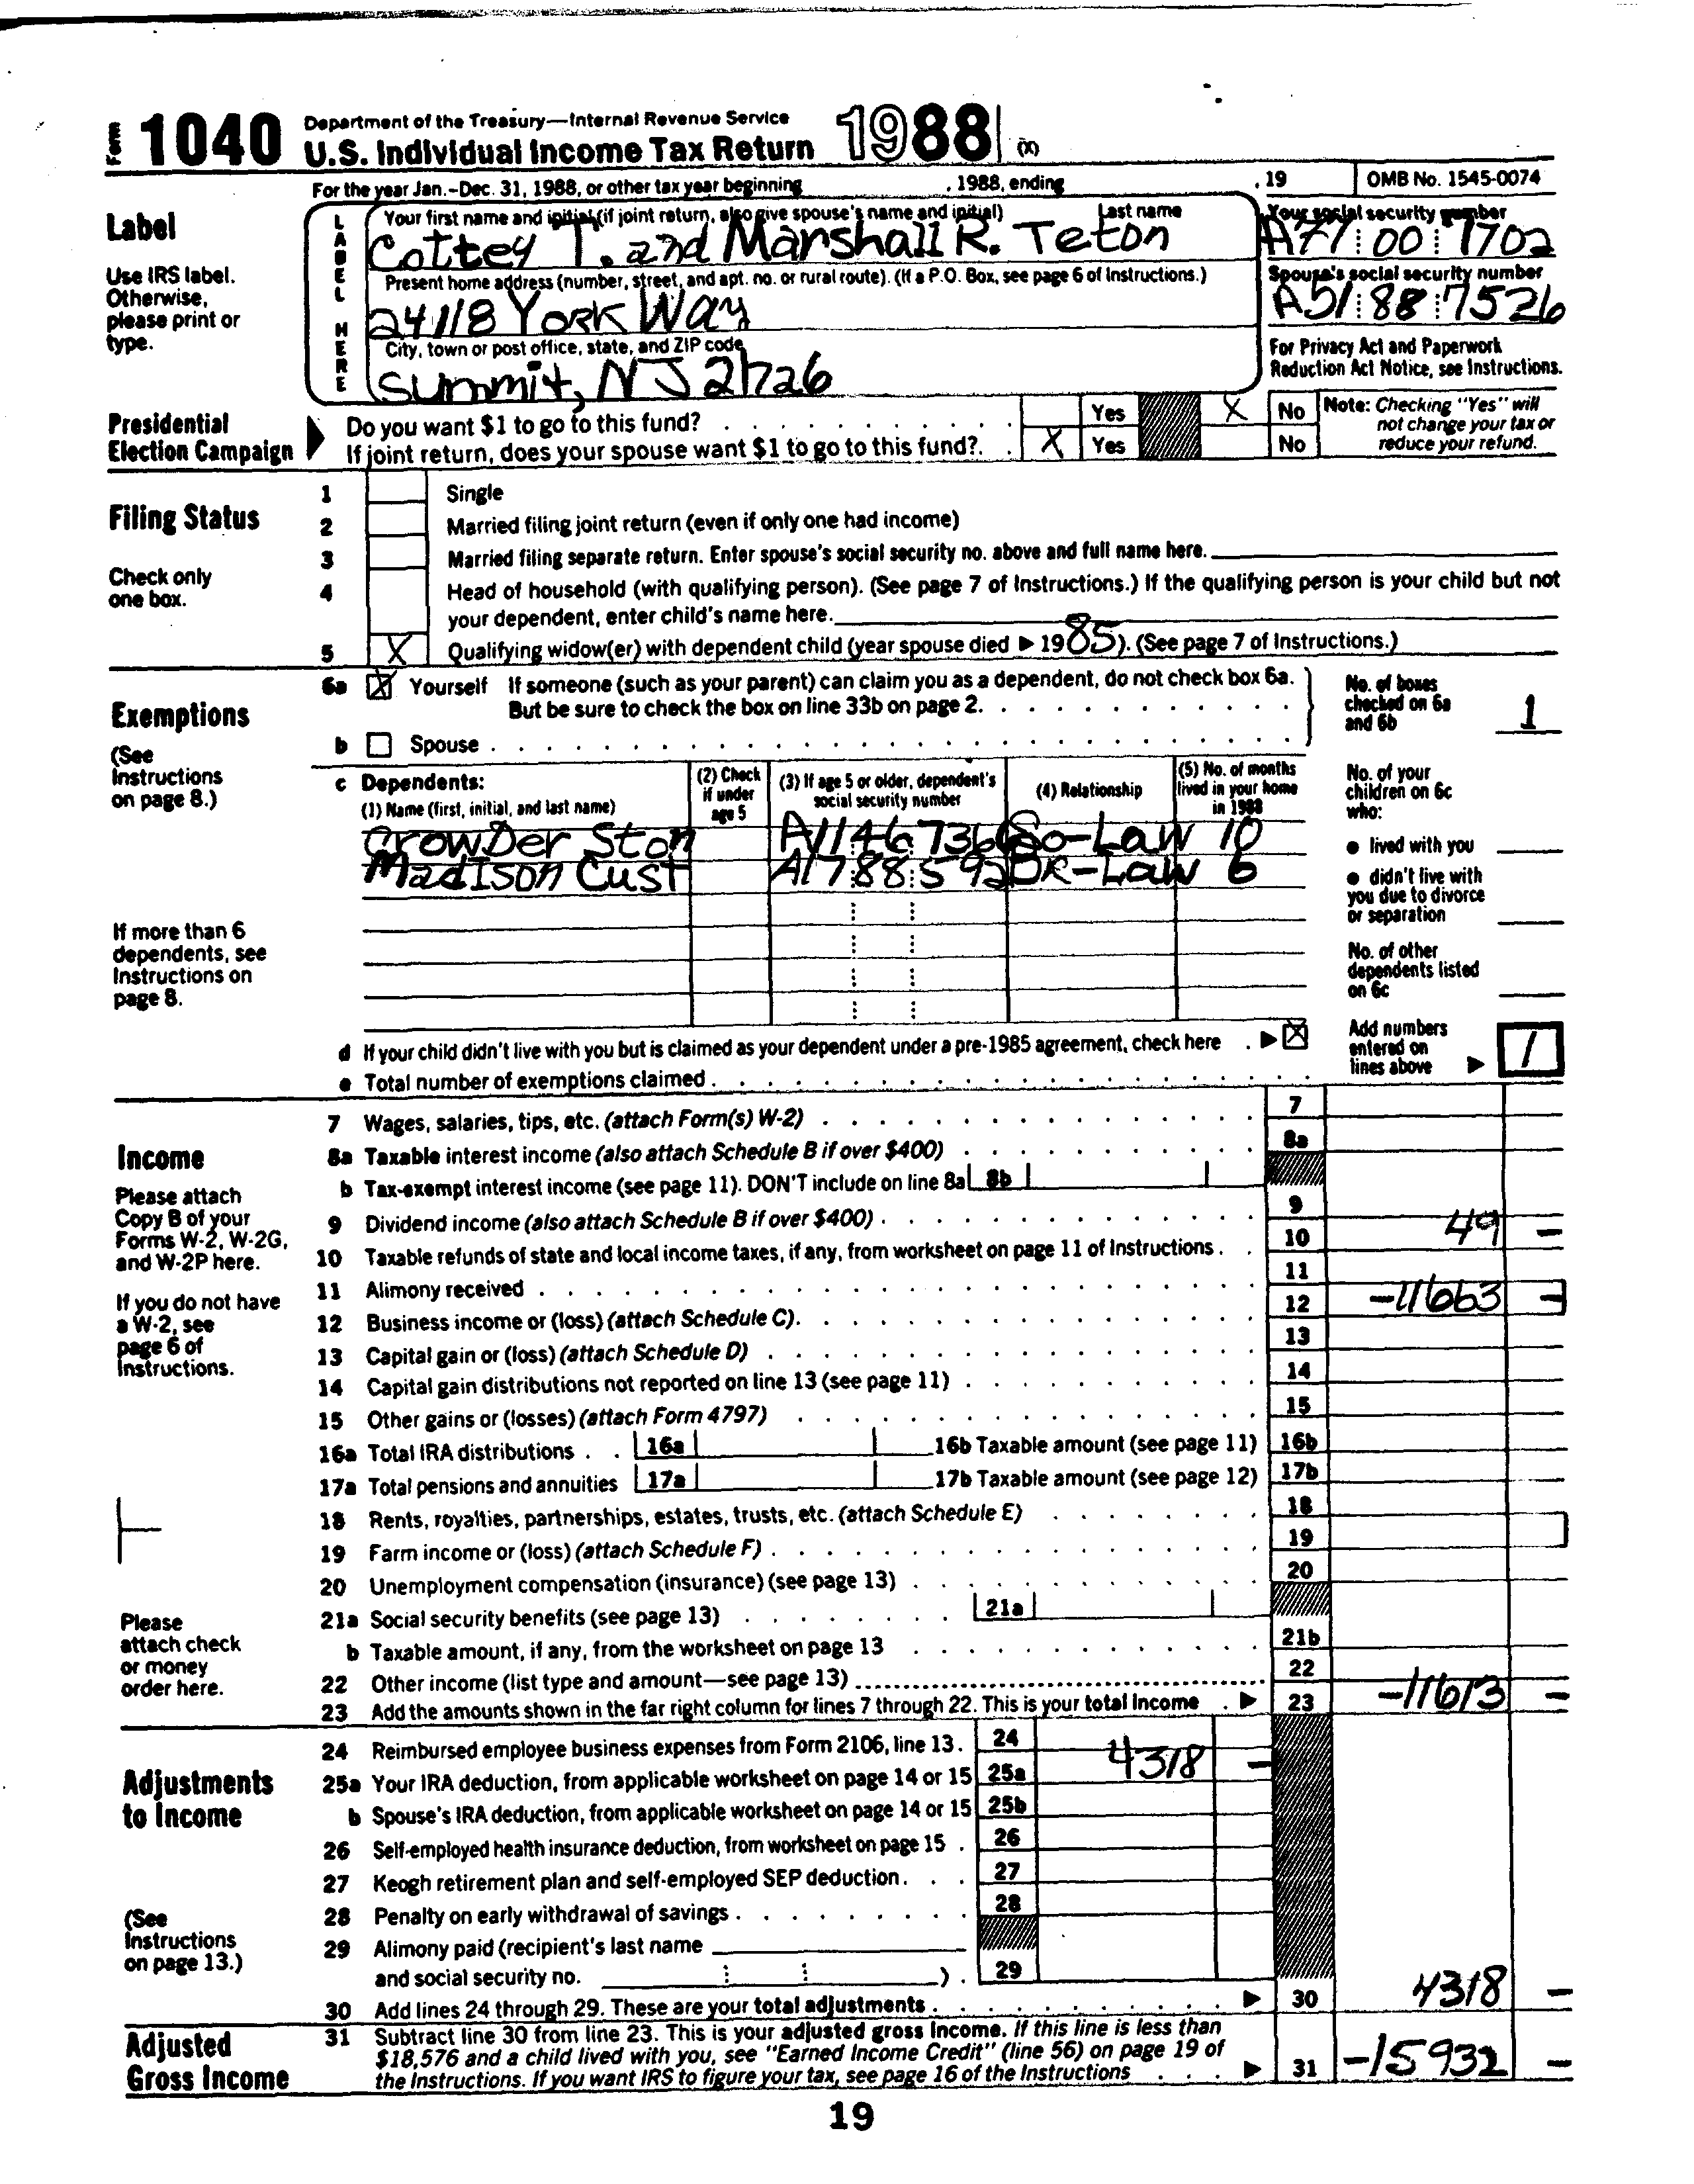 Form 1040 Department of the Treasury—Internal Revenue Service
U.S. Individual Income Tax Return 1988 (X)
For the year Jan.–Dec. 31, 1988, or other tax year beginning , 1988, ending , 19 OMB No. 1545-0074
Label
Use IRS label. Otherwise, please print or type.
LABEL HERE
Your first name and initial (if joint return, also give spouse's name and initial) Last name
Cottey T. and Marshall R. Teton
Your social security number
A77 00 7702
Present home address (number, street, and apt. no. or rural route). (If a P.O. Box, see page 6 of Instructions.)
24118 York Way
Spouse's social security number
A51 88 7526
City, town or post office, state, and ZIP code
Summit, NJ 21726
For Privacy Act and Paperwork Reduction Act Notice, see Instructions.
Presidential Election Campaign
Do you want $1 to go to this fund? Yes X No
If joint return, does your spouse want $1 to go to this fund? X Yes No
Note: Checking "Yes" will not change your tax or reduce your refund.
Filing Status
Check only one box.
1 Single
2 Married filing joint return (even if only one had income)
3 Married filing separate return. Enter spouse's social security no. above and full name here.
4 Head of household (with qualifying person). (See page 7 of Instructions.) If the qualifying person is your child but not
your dependent, enter child's name here.
5 X Qualifying widow(er) with dependent child (year spouse died ▶ 1985). (See page 7 of Instructions.)
Exemptions
(See Instructions on page 8.)
6a X Yourself If someone (such as your parent) can claim you as a dependent, do not check box 6a.
But be sure to check the box on line 33b on page 2.
b Spouse
No. of boxes checked on 6a and 6b 1
c Dependents:
(1) Name (first, initial, and last name)
(2) Check if under age 5
(3) If age 5 or older, dependent's social security number
(4) Relationship
(5) No. of months lived in your home in 1988
Crowder Ston A11 46 7366 So-Law 10
Madison Cust A17 88 592 DR-Law 6
No. of your children on 6c who:
● lived with you
● didn't live with you due to divorce or separation
No. of other dependents listed on 6c
If more than 6 dependents, see Instructions on page 8.
d If your child didn't live with you but is claimed as your dependent under a pre-1985 agreement, check here ▶ X
e Total number of exemptions claimed
Add numbers entered on lines above ▶ 1
Income
Please attach Copy B of your Forms W-2, W-2G, and W-2P here.
If you do not have a W-2, see page 6 of Instructions.
Please attach check or money order here.
7 Wages, salaries, tips, etc. (attach Form(s) W-2) 7
8a Taxable interest income (also attach Schedule B if over $400) 8a
b Tax-exempt interest income (see page 11). DON'T include on line 8a 8b
9 Dividend income (also attach Schedule B if over $400) 9
10 Taxable refunds of state and local income taxes, if any, from worksheet on page 11 of Instructions 10 49 –
11 Alimony received 11
12 Business income or (loss) (attach Schedule C) 12 -11663 –
13 Capital gain or (loss) (attach Schedule D) 13
14 Capital gain distributions not reported on line 13 (see page 11) 14
15 Other gains or (losses) (attach Form 4797) 15
16a Total IRA distributions 16a 16b Taxable amount (see page 11) 16b
17a Total pensions and annuities 17a 17b Taxable amount (see page 12) 17b
18 Rents, royalties, partnerships, estates, trusts, etc. (attach Schedule E) 18
19 Farm income or (loss) (attach Schedule F) 19
20 Unemployment compensation (insurance) (see page 13) 20
21a Social security benefits (see page 13) 21a
b Taxable amount, if any, from the worksheet on page 13 21b
22 Other income (list type and amount—see page 13) 22
23 Add the amounts shown in the far right column for lines 7 through 22. This is your total income ▶ 23 -11613 –
Adjustments to Income
(See Instructions on page 13.)
24 Reimbursed employee business expenses from Form 2106, line 13. 24
25a Your IRA deduction, from applicable worksheet on page 14 or 15 25a 4318 –
b Spouse's IRA deduction, from applicable worksheet on page 14 or 15 25b
26 Self-employed health insurance deduction, from worksheet on page 15 26
27 Keogh retirement plan and self-employed SEP deduction 27
28 Penalty on early withdrawal of savings 28
29 Alimony paid (recipient's last name
and social security no. ) 29
30 Add lines 24 through 29. These are your total adjustments ▶ 30 4318 –
Adjusted Gross Income
31 Subtract line 30 from line 23. This is your adjusted gross income. If this line is less than
$18,576 and a child lived with you, see "Earned Income Credit" (line 56) on page 19 of
the Instructions. If you want IRS to figure your tax, see page 16 of the Instructions ▶ 31 -15932 –
19